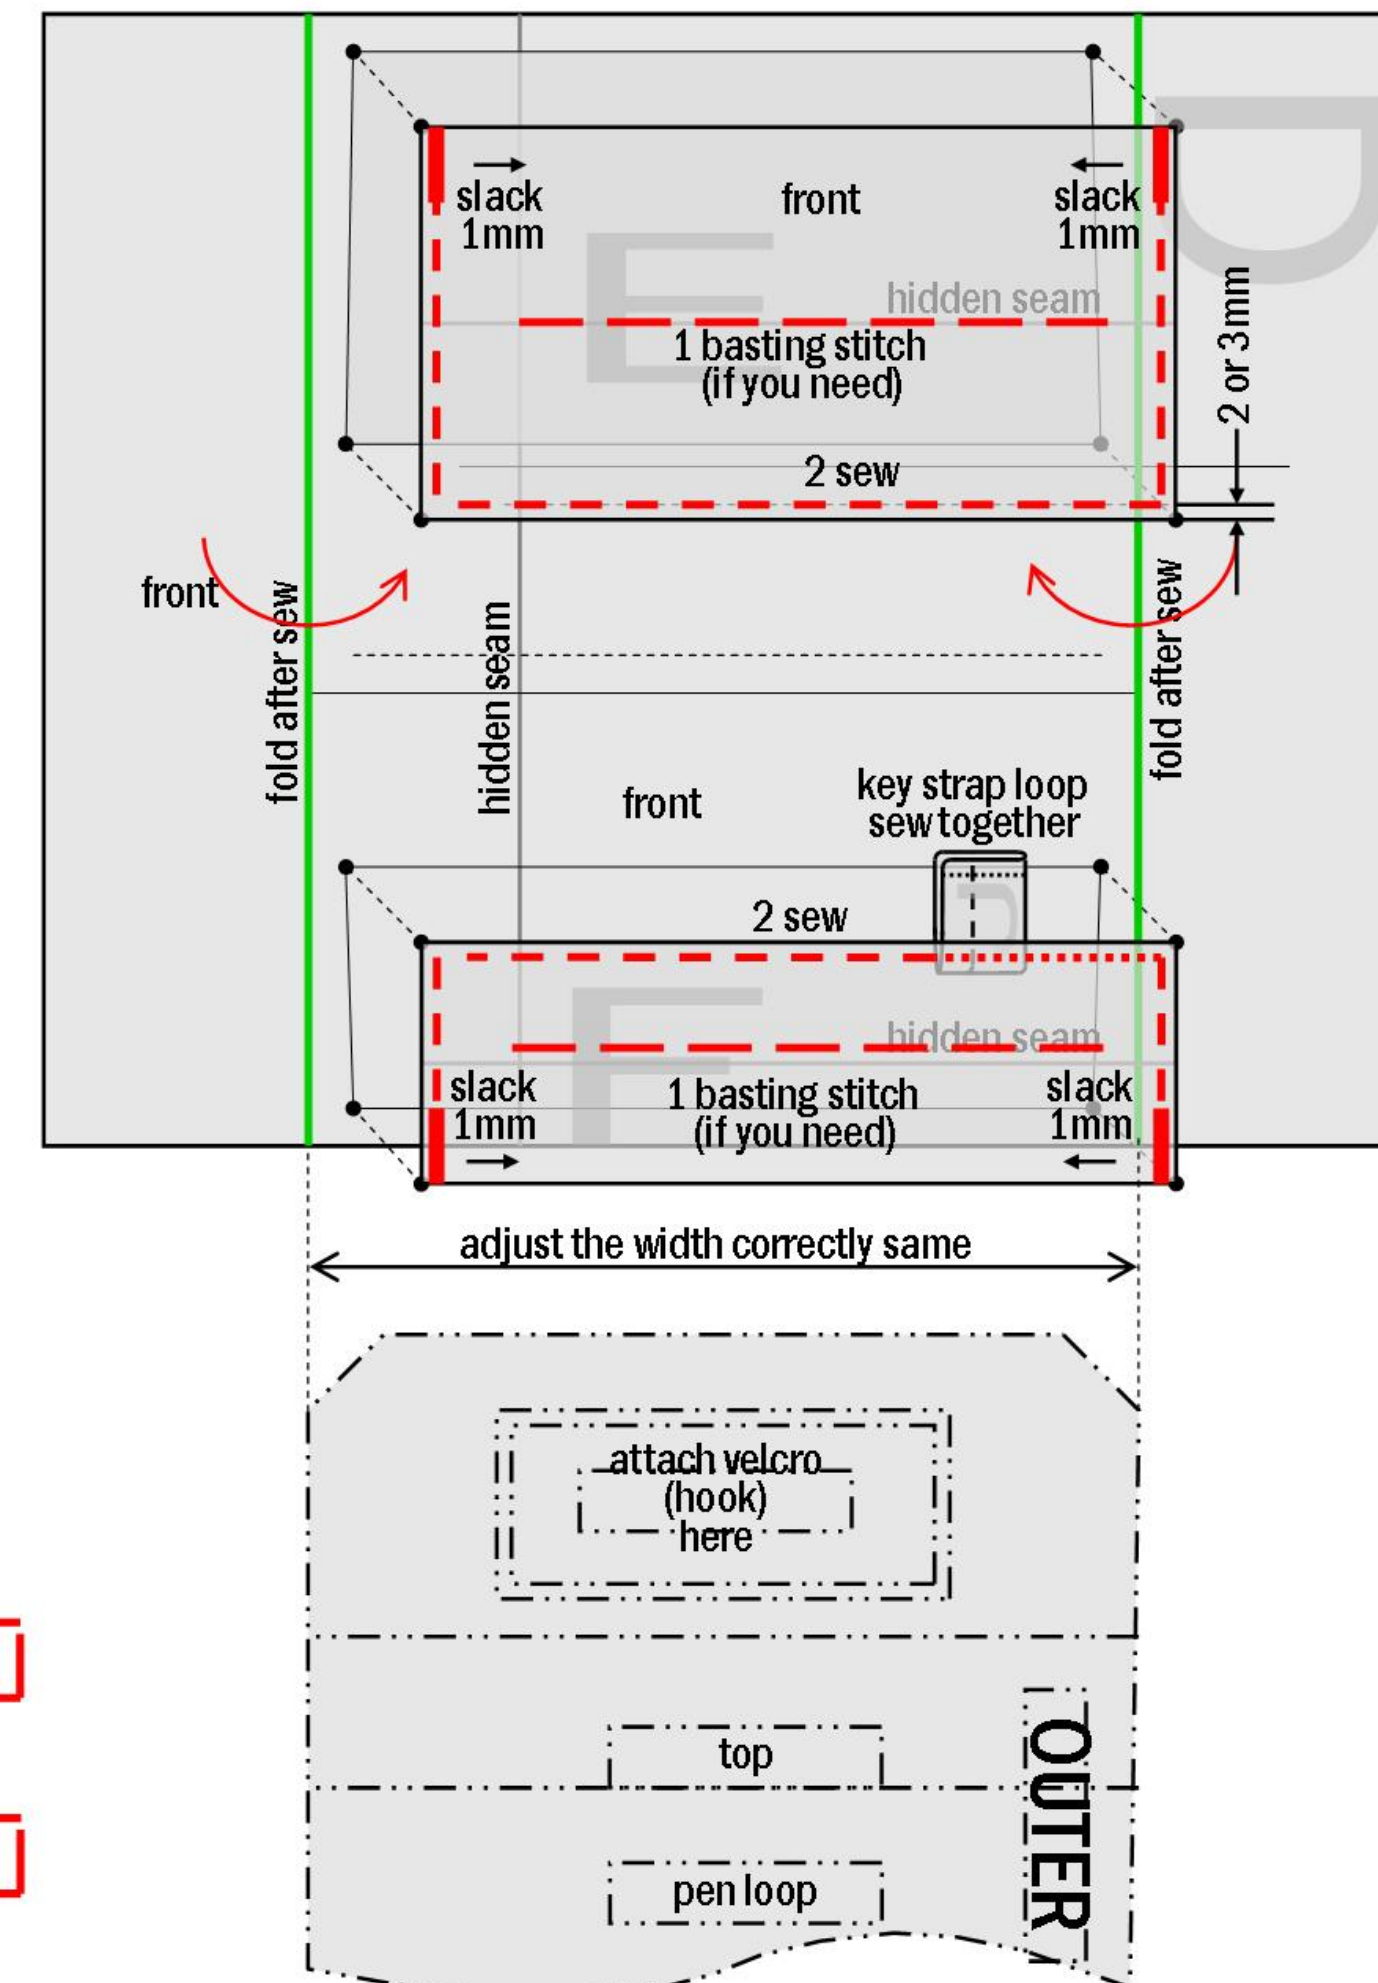 D
slack
1mm
front
slack
1mm
E
hidden seam
1 basting stitch
(if you need)
2 or 3mm
2 sew
front
fold after sew
hidden seam
fold after sew
front
key strap loop
sew together
2 sew
F
hidden seam
slack
1mm
1 basting stitch
(if you need)
slack
1mm
adjust the width correctly same
attach velcro
(hook)
here
top
OUTER
pen loop